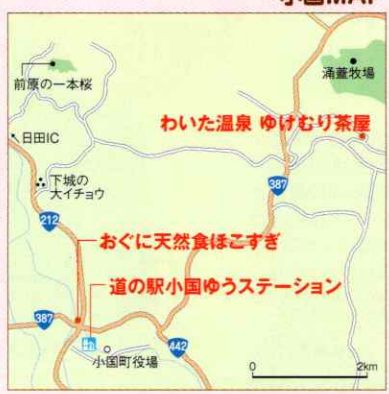 小国MAP
前原の一本桜
涌蓋牧場
わいた温泉 ゆけむり茶屋
日田IC
387
下城の
大イチョウ
212
おぐに天然食ほこすぎ
道の駅小国ゆうステーション
387
442
小国町役場
0 2km